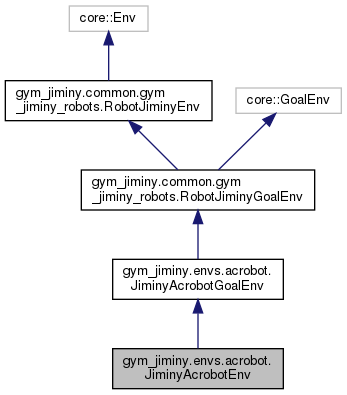 core::Env
gym_jiminy.common.gym
_jiminy_robots.RobotJiminyEnv
core::GoalEnv
gym_jiminy.common.gym
_jiminy_robots.RobotJiminyGoalEnv
gym_jiminy.envs.acrobot.
JiminyAcrobotGoalEnv
gym_jiminy.envs.acrobot.
JiminyAcrobotEnv